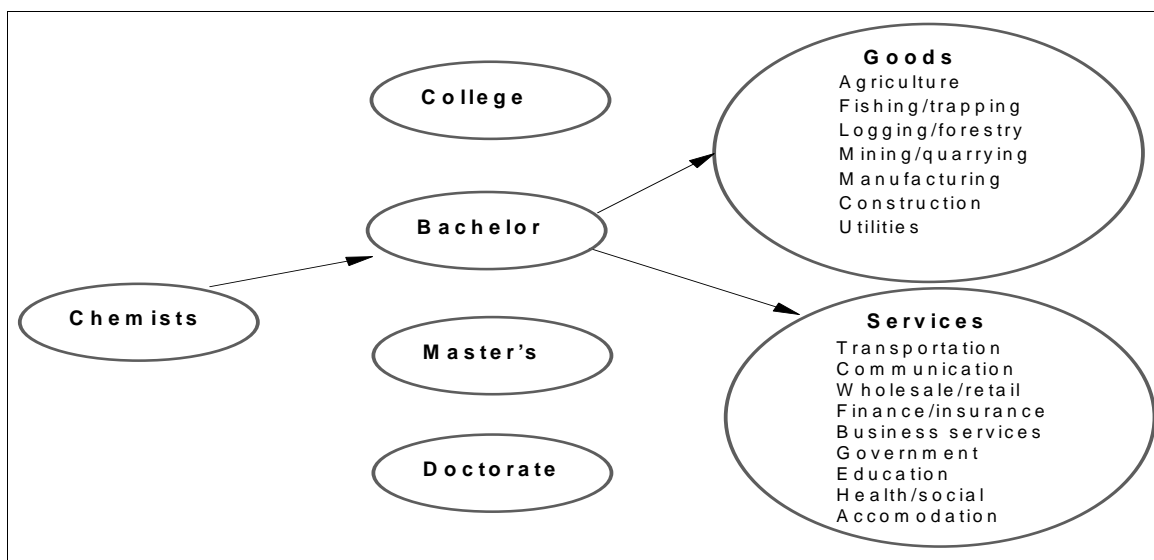 College
Bachelor
Chemists
Master's
Doctorate
Goods
Agriculture
Fishing/trapping
Logging/forestry
Mining/quarrying
Manufacturing
Construction
Utilities
Services
Transportation
Communication
Wholesale/retail
Finance/insurance
Business services
Government
Education
Health/social
Accomodation